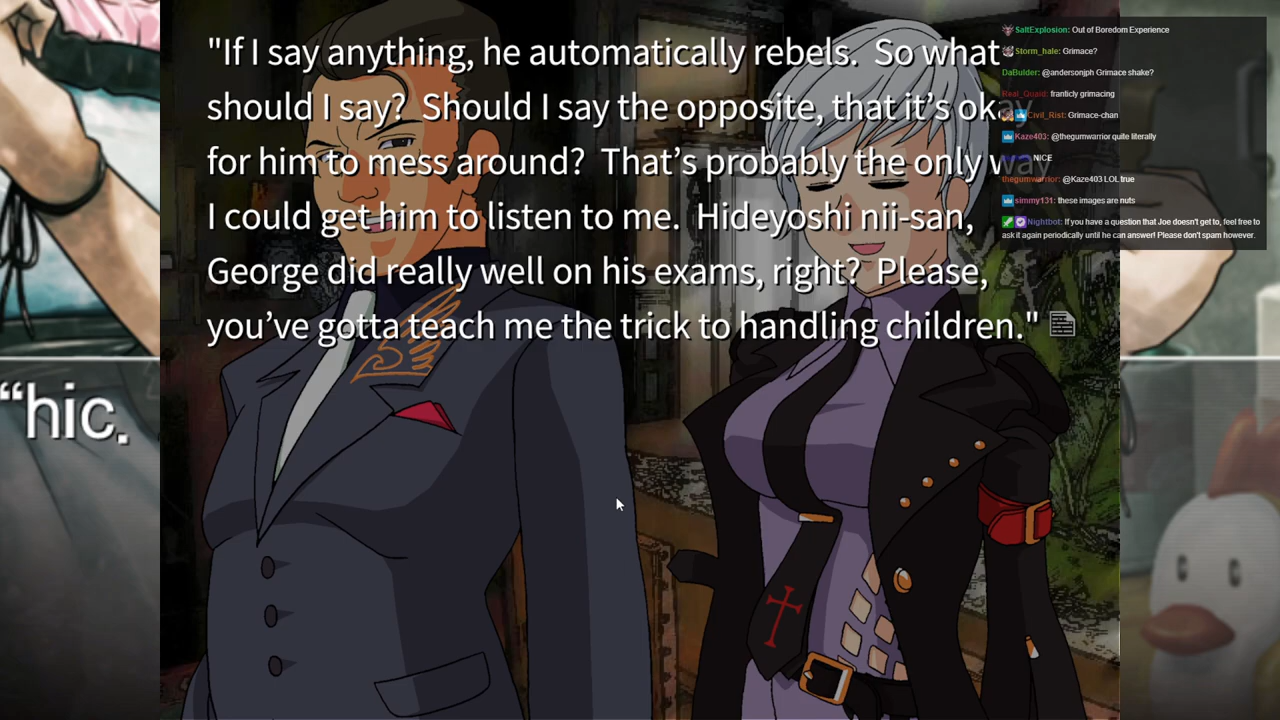 "If I say anything, he automatically rebels.  So what
should I say?  Should I say the opposite, that it's okay
for him to mess around?  That's probably the only way
I could get him to listen to me.  Hideyoshi nii-san,
George did really well on his exams, right?  Please,
you've gotta teach me the trick to handling children."
SaltExplosion: Out of Boredom Experience
Storm_hale: Grimace?
DaBulder: @andersonjph Grimace shake?
Real_Quaid: franticly grimacing
Civil_Rist: Grimace-chan
Kaze403: @thegumwarrior quite literally
NICE
thegumwarrior: @Kaze403 LOL true
simmy131: these images are nuts
Nightbot: If you have a question that Joe doesn't get to, feel free to
ask it again periodically until he can answer! Please don't spam however.
“hic.